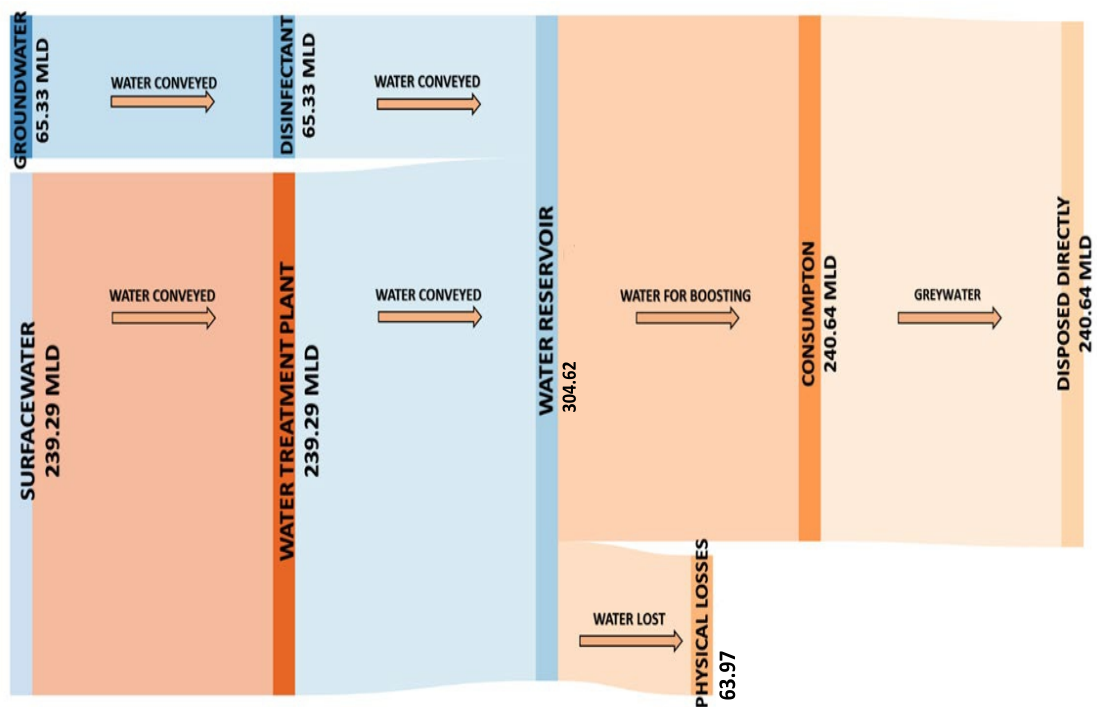 GROUNDWATER
65.33 MLD
WATER CONVEYED
DISINFECTANT
65.33 MLD
WATER CONVEYED
SURFACEWATER
239.29 MLD
WATER CONVEYED
WATER TREATMENT PLANT
239.29 MLD
WATER CONVEYED
WATER RESERVOIR
304.62
WATER FOR BOOSTING
CONSUMPTON
240.64 MLD
GREYWATER
DISPOSED DIRECTLY
240.64 MLD
WATER LOST
PHYSICAL LOSSES
63.97